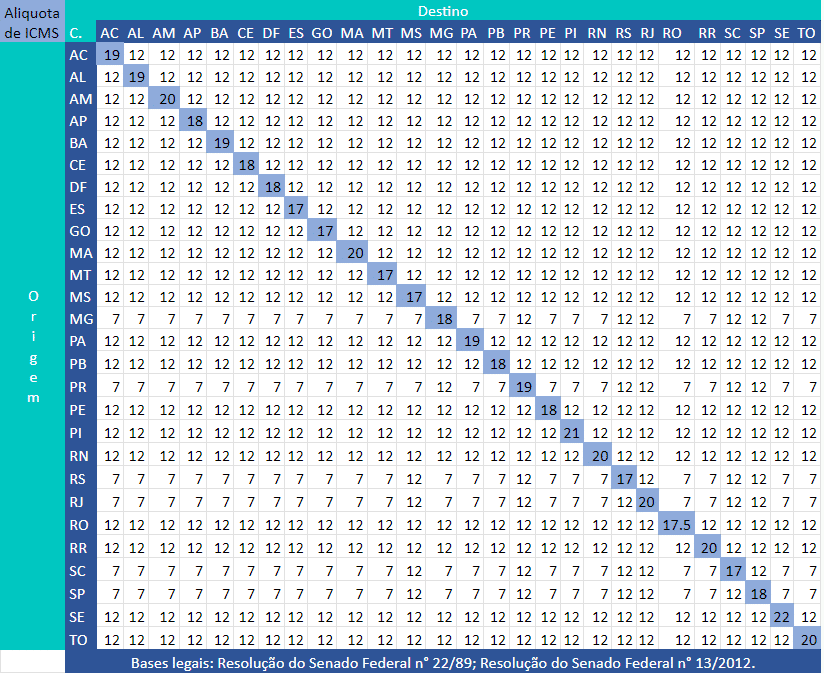 Aliquota
de ICMS
Destino
C. AC AL AM AP BA CE DF ES GO MA MT MS MG PA PB PR PE PI RN RS RJ RO RR SC SP SE TO
AC 19 12 12 12 12 12 12 12 12 12 12 12 12 12 12 12 12 12 12 12 12 12 12 12 12 12 12
AL 12 19 12 12 12 12 12 12 12 12 12 12 12 12 12 12 12 12 12 12 12 12 12 12 12 12 12
AM 12 12 20 12 12 12 12 12 12 12 12 12 12 12 12 12 12 12 12 12 12 12 12 12 12 12 12
AP 12 12 12 18 12 12 12 12 12 12 12 12 12 12 12 12 12 12 12 12 12 12 12 12 12 12 12
BA 12 12 12 12 19 12 12 12 12 12 12 12 12 12 12 12 12 12 12 12 12 12 12 12 12 12 12
CE 12 12 12 12 12 18 12 12 12 12 12 12 12 12 12 12 12 12 12 12 12 12 12 12 12 12 12
DF 12 12 12 12 12 12 18 12 12 12 12 12 12 12 12 12 12 12 12 12 12 12 12 12 12 12 12
ES 12 12 12 12 12 12 12 17 12 12 12 12 12 12 12 12 12 12 12 12 12 12 12 12 12 12 12
GO 12 12 12 12 12 12 12 12 17 12 12 12 12 12 12 12 12 12 12 12 12 12 12 12 12 12 12
MA 12 12 12 12 12 12 12 12 12 20 12 12 12 12 12 12 12 12 12 12 12 12 12 12 12 12 12
MT 12 12 12 12 12 12 12 12 12 12 17 12 12 12 12 12 12 12 12 12 12 12 12 12 12 12 12
MS 12 12 12 12 12 12 12 12 12 12 12 17 12 12 12 12 12 12 12 12 12 12 12 12 12 12 12
MG 7 7 7 7 7 7 7 7 7 7 7 7 18 7 7 12 7 7 7 12 12 7 7 12 12 7 7
PA 12 12 12 12 12 12 12 12 12 12 12 12 12 19 12 12 12 12 12 12 12 12 12 12 12 12 12
PB 12 12 12 12 12 12 12 12 12 12 12 12 12 12 18 12 12 12 12 12 12 12 12 12 12 12 12
PR 7 7 7 7 7 7 7 7 7 7 7 7 12 7 7 19 7 7 7 12 12 7 7 12 12 7 7
PE 12 12 12 12 12 12 12 12 12 12 12 12 12 12 12 12 18 12 12 12 12 12 12 12 12 12 12
PI 12 12 12 12 12 12 12 12 12 12 12 12 12 12 12 12 12 21 12 12 12 12 12 12 12 12 12
RN 12 12 12 12 12 12 12 12 12 12 12 12 12 12 12 12 12 12 20 12 12 12 12 12 12 12 12
RS 7 7 7 7 7 7 7 7 7 7 7 12 7 7 7 12 7 7 7 17 12 7 7 12 12 7 7
RJ 7 7 7 7 7 7 7 7 7 7 7 12 7 7 7 12 7 7 7 12 20 7 7 12 12 7 7
RO 12 12 12 12 12 12 12 12 12 12 12 12 12 12 12 12 12 12 12 12 12 17.5 12 12 12 12 12
RR 12 12 12 12 12 12 12 12 12 12 12 12 12 12 12 12 12 12 12 12 12 12 20 12 12 12 12
SC 7 7 7 7 7 7 7 7 7 7 7 12 7 7 7 12 7 7 7 12 12 7 7 17 12 7 7
SP 7 7 7 7 7 7 7 7 7 7 7 12 7 7 7 12 7 7 7 12 12 7 7 12 18 7 7
SE 12 12 12 12 12 12 12 12 12 12 12 12 12 12 12 12 12 12 12 12 12 12 12 12 12 22 12
TO 12 12 12 12 12 12 12 12 12 12 12 12 12 12 12 12 12 12 12 12 12 12 12 12 12 12 20
O
r
i
g
e
m
Bases legais: Resolução do Senado Federal n° 22/89; Resolução do Senado Federal n° 13/2012.